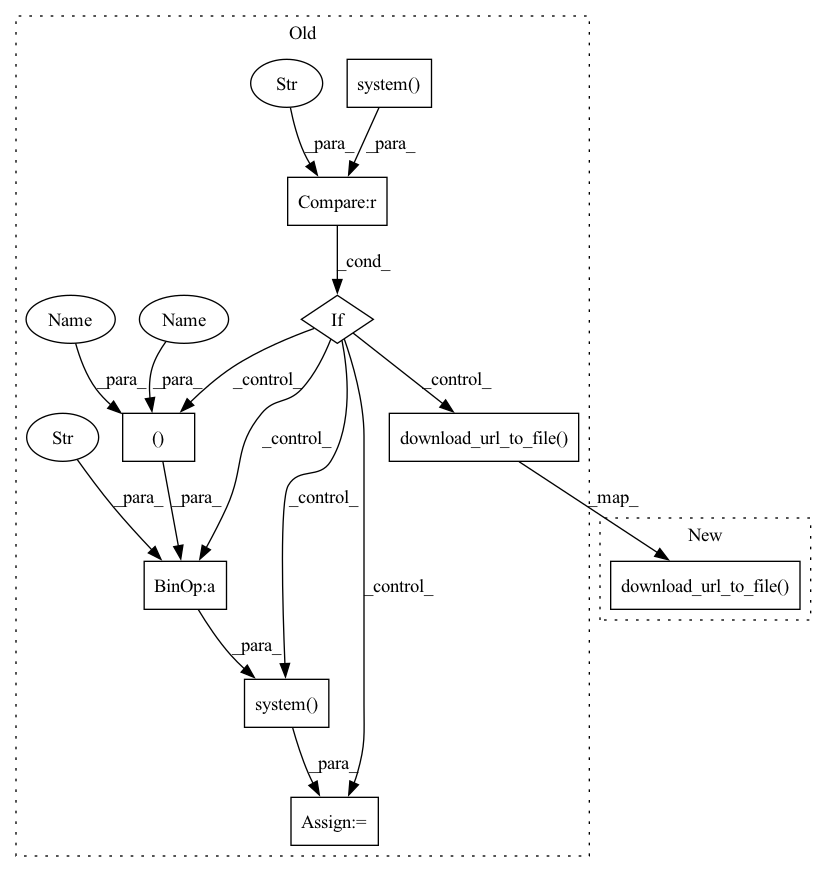 Old
Str
system()
_para_
_para_
Compare:r
_cond_
Name
Name
If
_para_
_para_
_control_
_control_
Str
()
_control_
download_url_to_file()
_para_
_para_
_control_
_map_
New
BinOp:a
_control_
download_url_to_file()
_para_
system()
_para_
Assign:=